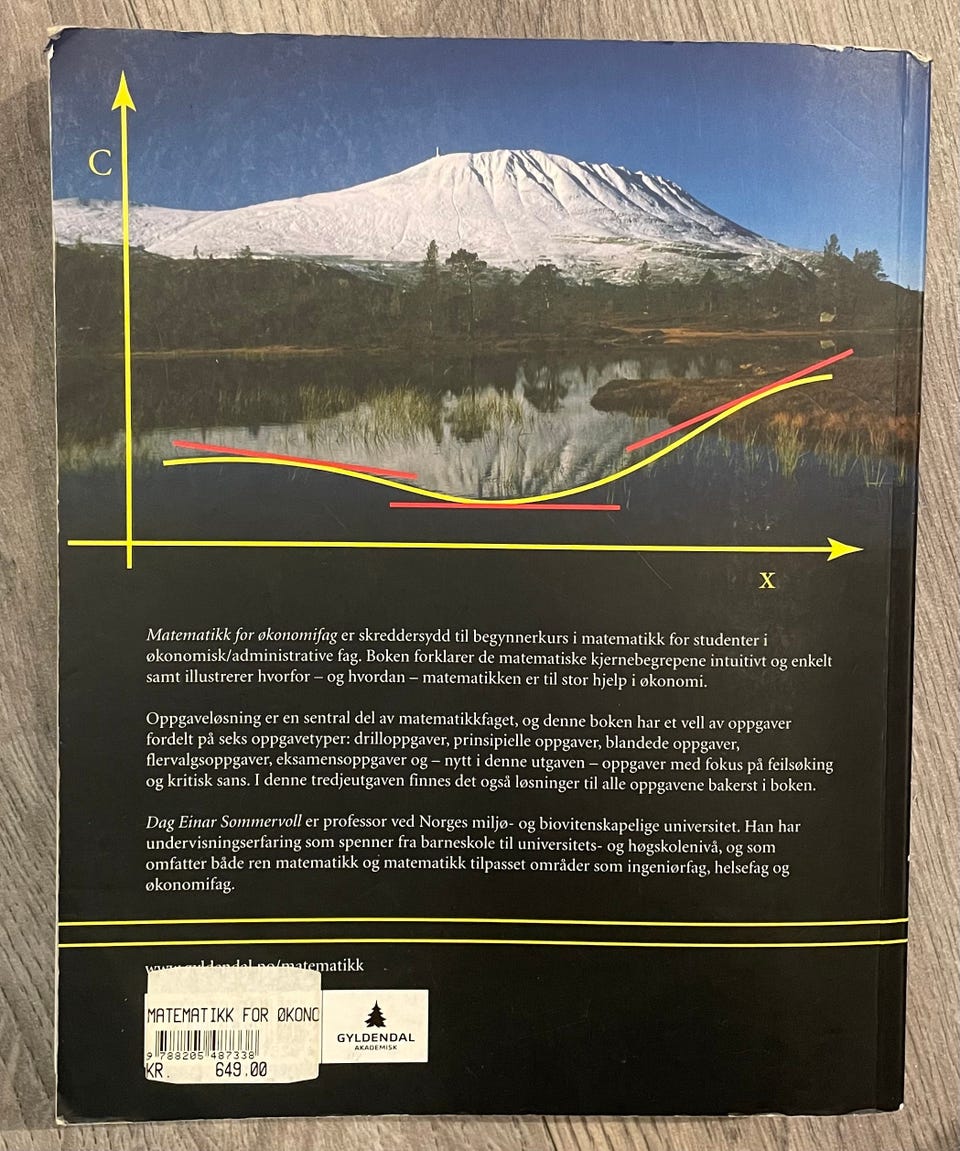 C
x
Matematikk for økonomifag er skreddersydd til begynnerkurs i matematikk for studenter i
økonomisk/administrative fag. Boken forklarer de matematiske kjernebegrepene intuitivt og enkelt
samt illustrerer hvorfor – og hvordan – matematikken er til stor hjelp i økonomi.
Oppgaveløsning er en sentral del av matematikkfaget, og denne boken har et vell av oppgaver
fordelt på seks oppgavetyper: drilloppgaver, prinsipielle oppgaver, blandede oppgaver,
flervalgsoppgaver, eksamensoppgaver og – nytt i denne utgaven – oppgaver med fokus på feilsøking
og kritisk sans. I denne tredjeutgaven finnes det også løsninger til alle oppgavene bakerst i boken.
Dag Einar Sommervoll er professor ved Norges miljø- og biovitenskapelige universitet. Han har
undervisningserfaring som spenner fra barneskole til universitets- og høgskolenivå, og som
omfatter både ren matematikk og matematikk tilpasset områder som ingeniørfag, helsefag og
økonomifag.
www.gyldendal.no/matematikk
MATEMATIKK FOR ØKONO
9 788205 487338
KR. 649.00
GYLDENDAL
AKADEMISK